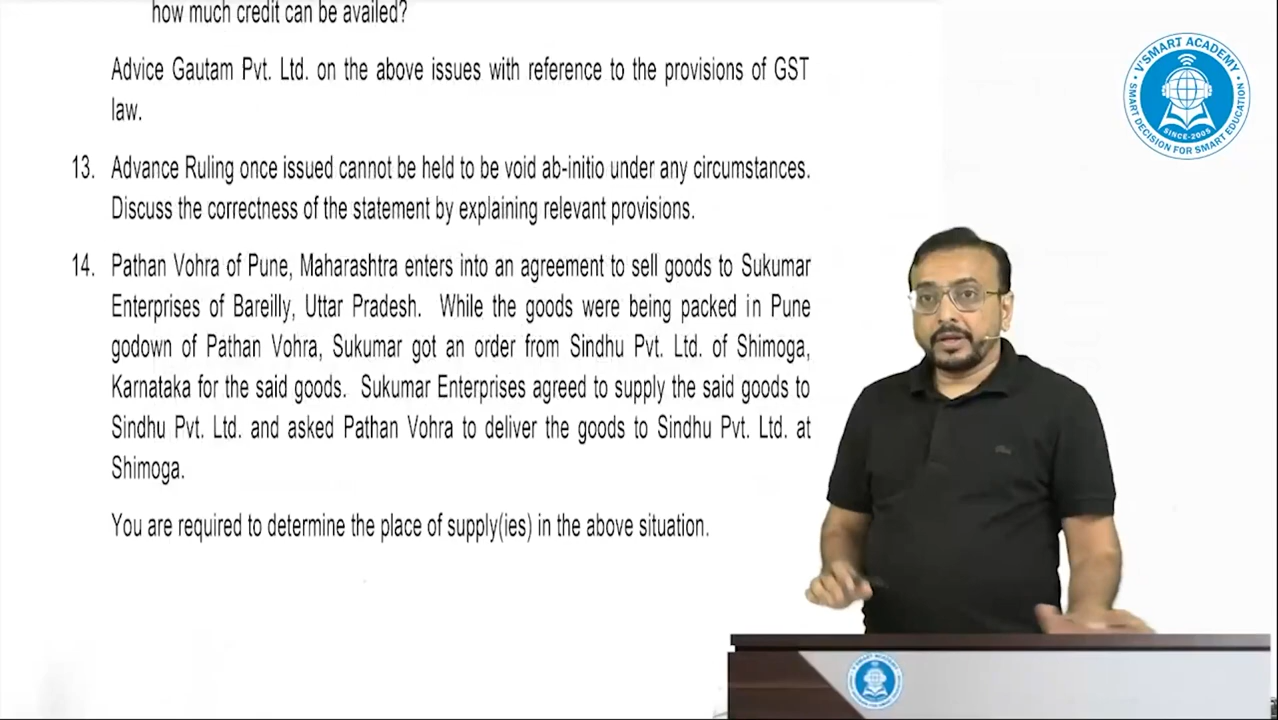 how much credit can be availed?
Advice Gautam Pvt. Ltd. on the above issues with reference to the provisions of GST
law.
13. Advance Ruling once issued cannot be held to be void ab-initio under any circumstances.
Discuss the correctness of the statement by explaining relevant provisions.
14. Pathan Vohra of Pune, Maharashtra enters into an agreement to sell goods to Sukumar
Enterprises of Bareilly, Uttar Pradesh. While the goods were being packed in Pune
godown of Pathan Vohra, Sukumar got an order from Sindhu Pvt. Ltd. of Shimoga,
Karnataka for the said goods. Sukumar Enterprises agreed to supply the said goods to
Sindhu Pvt. Ltd. and asked Pathan Vohra to deliver the goods to Sindhu Pvt. Ltd. at
Shimoga.
You are required to determine the place of supply(ies) in the above situation.
V'SMART ACADEMY
SMART DECISION FOR SMART EDUCATION
SINCE-2005